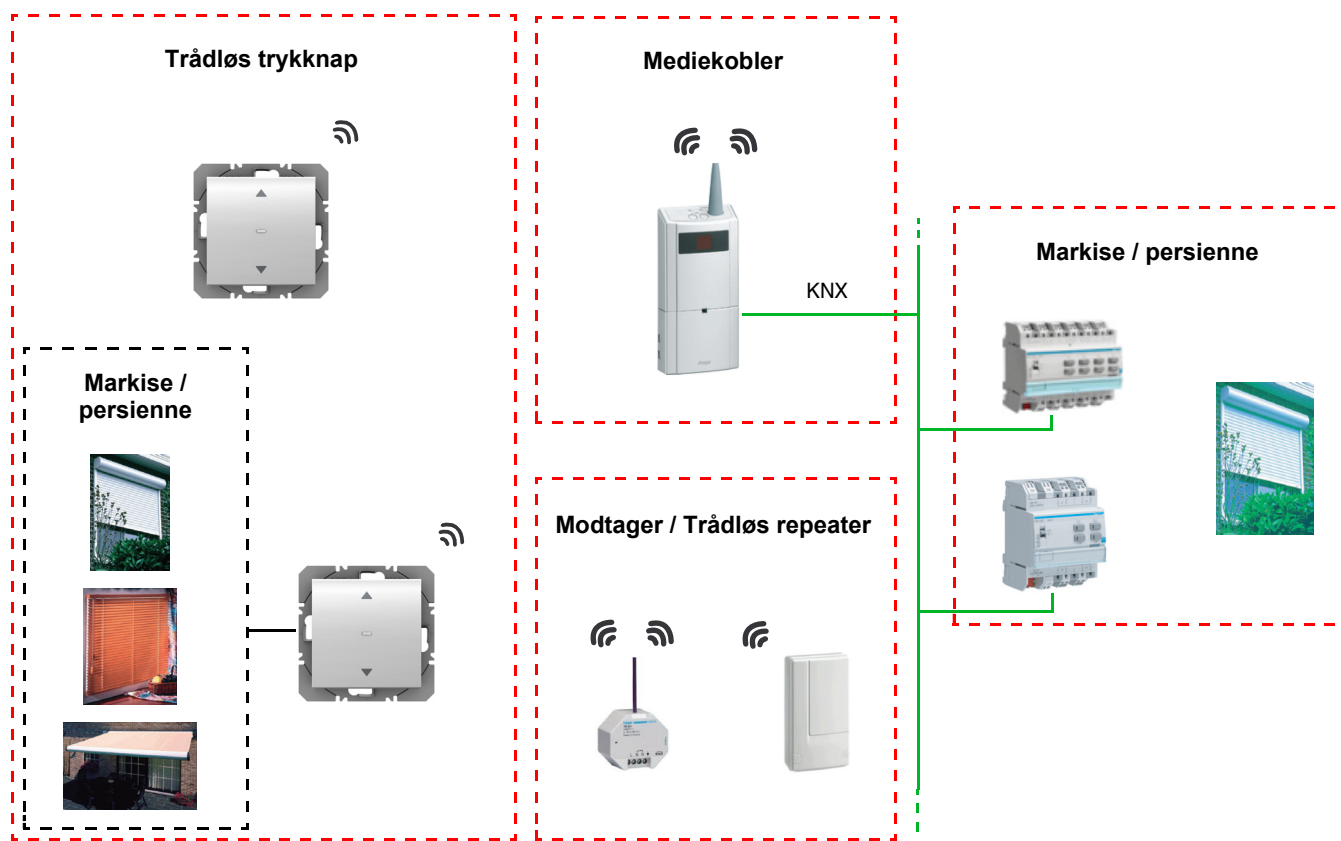 Trådløs trykknap
Markise /
persienne
Mediekobler
KNX
Modtager / Trådløs repeater
Markise / persienne